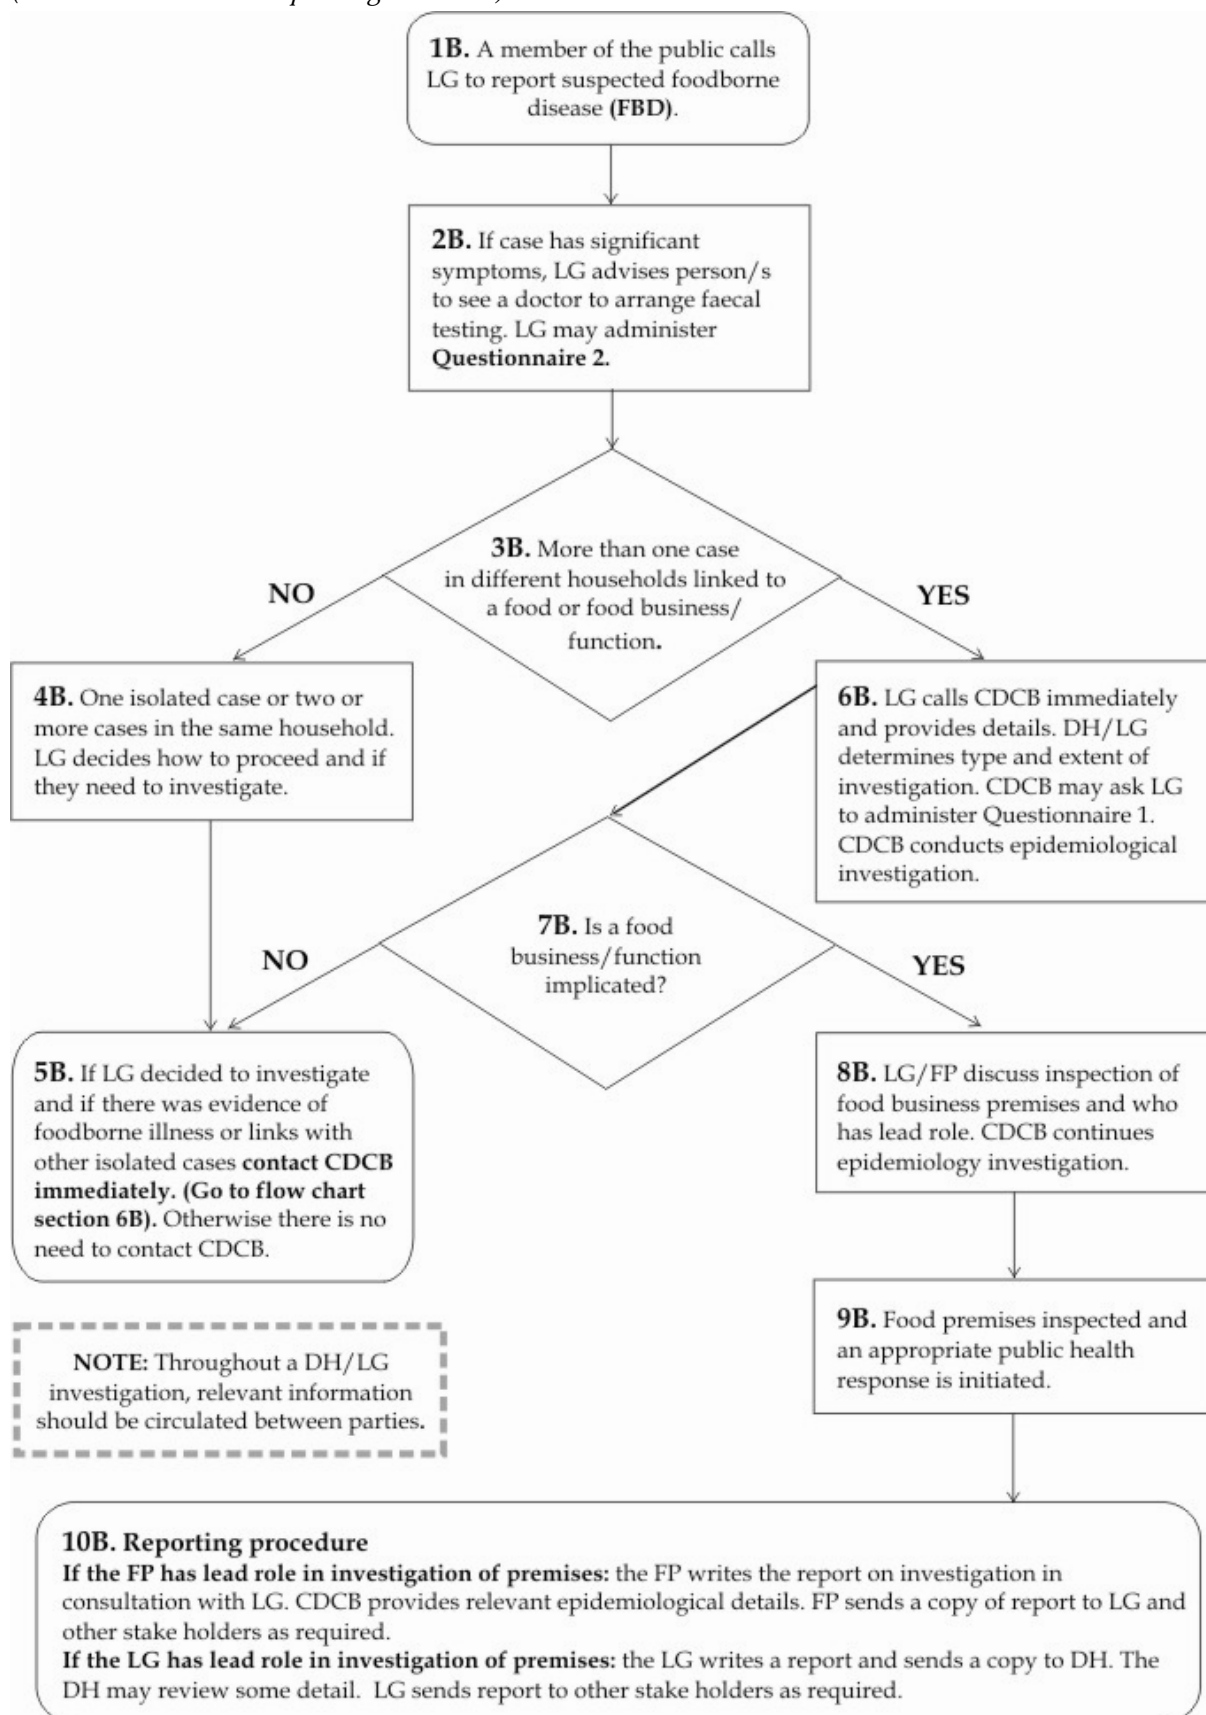 1B. A member of the public calls
LG to report suspected foodborne
disease (FBD).
2B. If case has significant
symptoms, LG advises person/s
to see a doctor to arrange faecal
testing. LG may administer
Questionnaire 2.
3B. More than one case
in different households linked to
a food or food business/
function.
NO
YES
4B. One isolated case or two or
more cases in the same household.
LG decides how to proceed and if
they need to investigate.
6B. LG calls CDCB immediately
and provides details. DH/LG
determines type and extent of
investigation. CDCB may ask LG
to administer Questionnaire 1.
CDCB conducts epidemiological
investigation.
7B. Is a food
business/function
implicated?
NO
YES
5B. If LG decided to investigate
and if there was evidence of
foodborne illness or links with
other isolated cases contact CDCB
immediately. (Go to flow chart
section 6B). Otherwise there is no
need to contact CDCB.
8B. LG/FP discuss inspection of
food business premises and who
has lead role. CDCB continues
epidemiology investigation.
9B. Food premises inspected and
an appropriate public health
response is initiated.
NOTE: Throughout a DH/LG
investigation, relevant information
should be circulated between parties.
10B. Reporting procedure
If the FP has lead role in investigation of premises: the FP writes the report on investigation in
consultation with LG. CDCB provides relevant epidemiological details. FP sends a copy of report to LG and
other stake holders as required.
If the LG has lead role in investigation of premises: the LG writes a report and sends a copy to DH. The
DH may review some detail.  LG sends report to other stake holders as required.